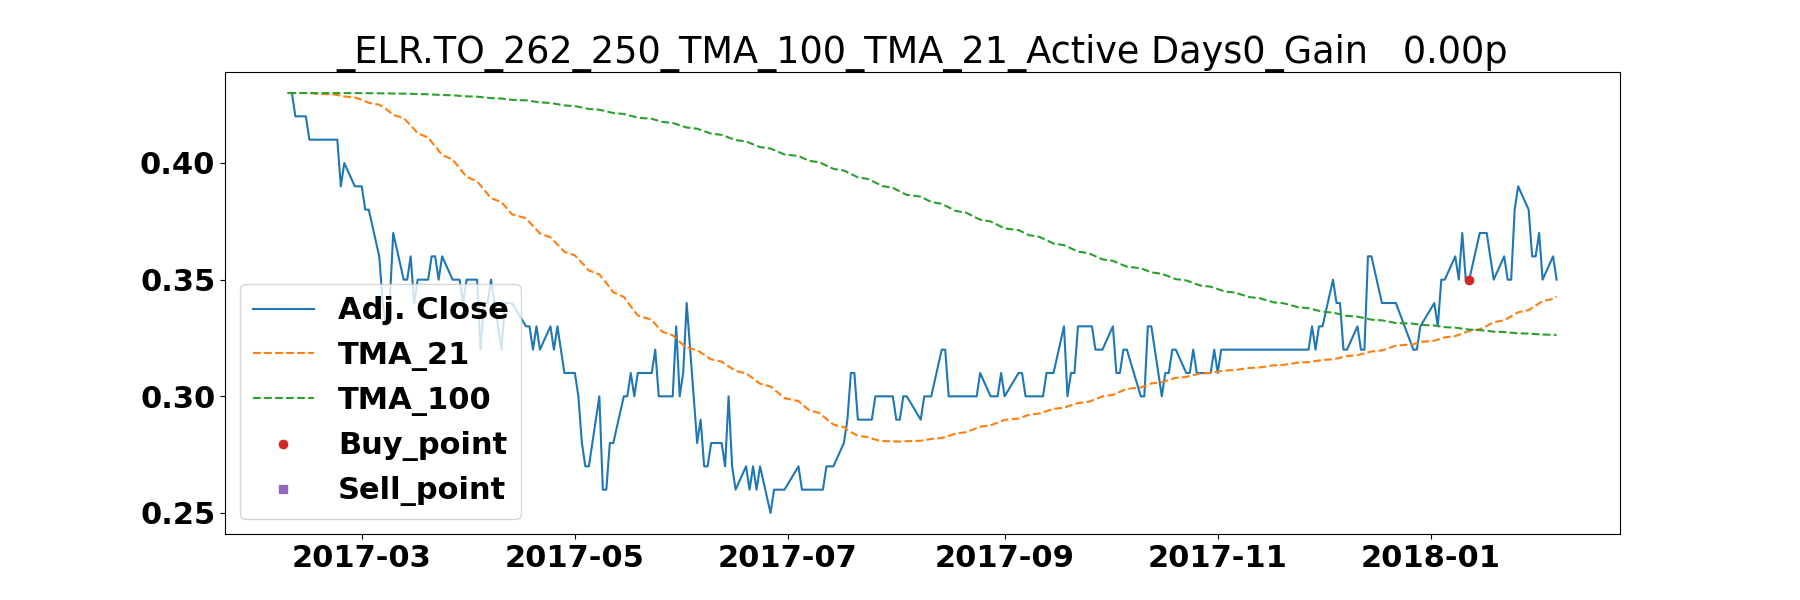 _ELR.TO_262_250_TMA_100_TMA_21_Active Days0_Gain   0.00p
0.40
0.35
0.30
0.25
Adj. Close
TMA_21
TMA_100
Buy_point
Sell_point
2017-03 2017-05 2017-07 2017-09 2017-11 2018-01